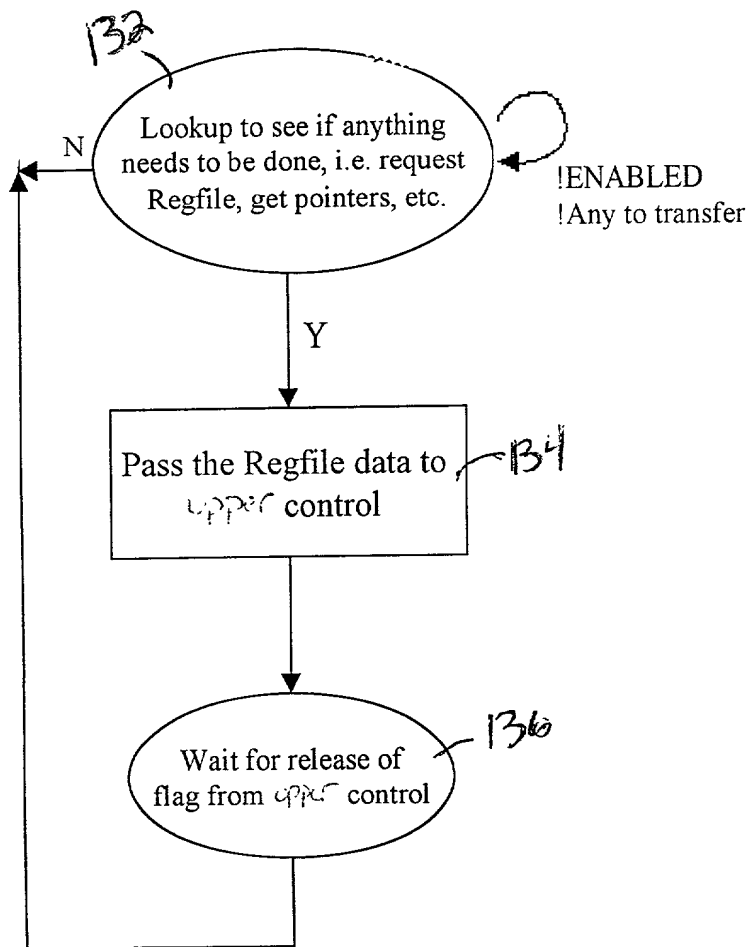 132
Lookup to see if anything
N
needs to be done, i.e. request
Regfile, get pointers, etc.
!ENABLED
!Any to transfer
Y
Pass the Regfile data to
134
upper control
136
Wait for release of
flag from upper control